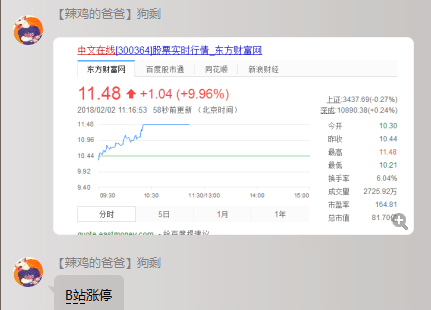 【辣鸡的爸爸】狗剩
中文在线[300364]股票实时行情_东方财富网
东方财富网 百度股市通 同花顺 新浪财经
11.48 +1.04 (+9.96%)
2018/02/02 11:16:53 58秒前更新 （北京时间）
上证:3437.69(-0.27%)
深成:10890.38(+0.24%)
11.48
10.96
10.44
9.92
9.40
09:30 10:30 11:30/13:00 14:00 15:00
今开 10.30
昨收 10.44
最高 11.48
最低 10.21
换手率 6.04%
成交量 2725.92万
市盈率 164.81
总市值 81.70
分时 5日 1月 1年
quote.eastmoney.com
【辣鸡的爸爸】狗剩
B站涨停